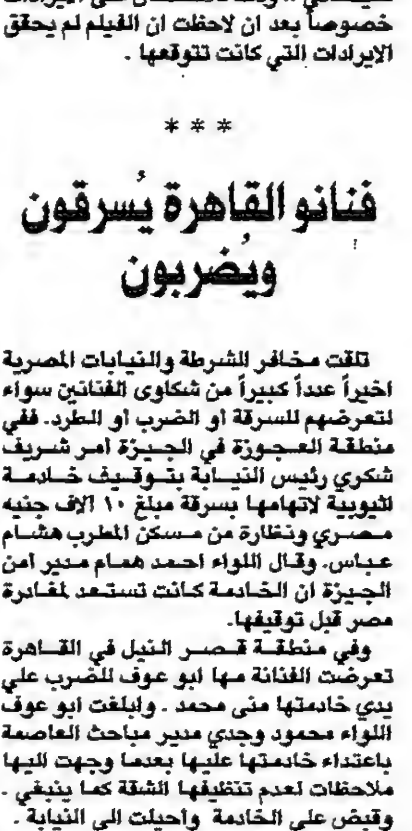 خصوصاً بعد ان لاحظت ان الفيلم لم يحقق
الايرادات التي كانت تتوقعها .
* * *
فنانو القاهرة يُسرقون
ويُضربون
تلقت مخافر الشرطة والنيابات المصرية
اخيراً عدداً كبيراً من شكاوى الفنانين سواء
لتعرضهم للسرقة أو الضرب أو الطرد. ففي
منطقة العجوزة في الجيزة امر شريف
شكري رئيس النيابة بتوقيف خادمة
اثيوبية لاتهامها بسرقة مبلغ ١٠ آلاف جنيه
مصري ونظارة من مسكن المطرب هشام
عباس. وقال اللواء احمد همام مدير امن
الجيزة ان الخادمة كانت تستعد لمغادرة
مصر قبل توقيفها.
وفي منطقة قصر النيل في القاهرة
تعرضت الفنانة مها ابو عوف للضرب علي
يدي خادمتها منى محمد . وابلغت ابو عوف
اللواء محمود وجدي مدير مباحث العاصمة
باعتداء خادمتها عليها بعدما وجهت اليها
ملاحظات لعدم تنظيفها الشقة كما ينبغي .
وقبض على الخادمة واحيلت الى النيابة .